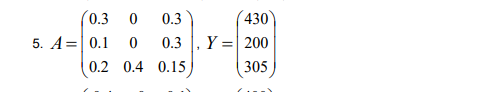 5. A = (0.3 0 0.3
0.1 0 0.3
0.2 0.4 0.15), Y = (430
200
305)